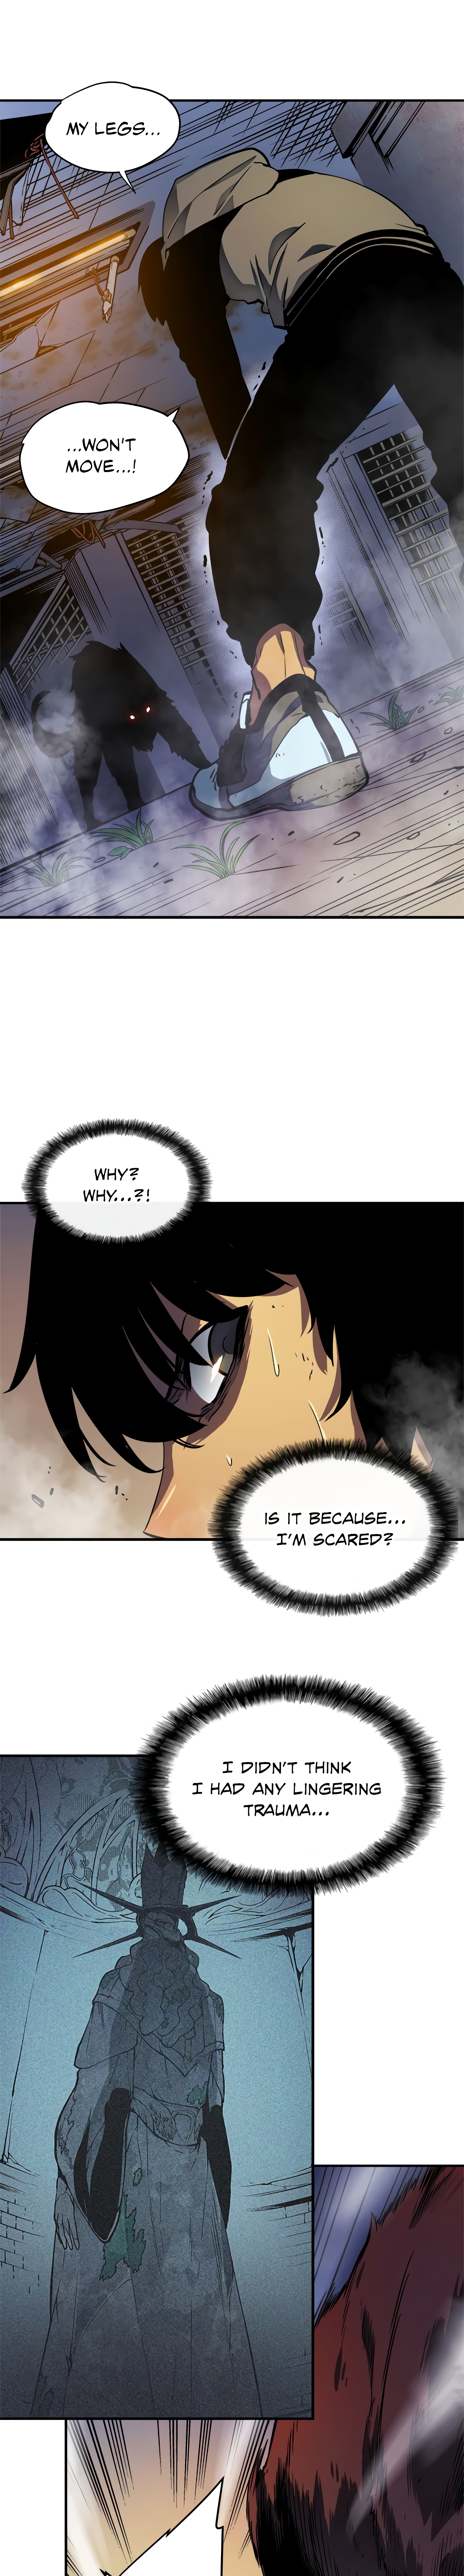 MY LEGS...
...WON'T
MOVE...!
WHY?
WHY...?!
IS IT BECAUSE...
I'M SCARED?
I DIDN'T THINK
I HAD ANY LINGERING
TRAUMA...